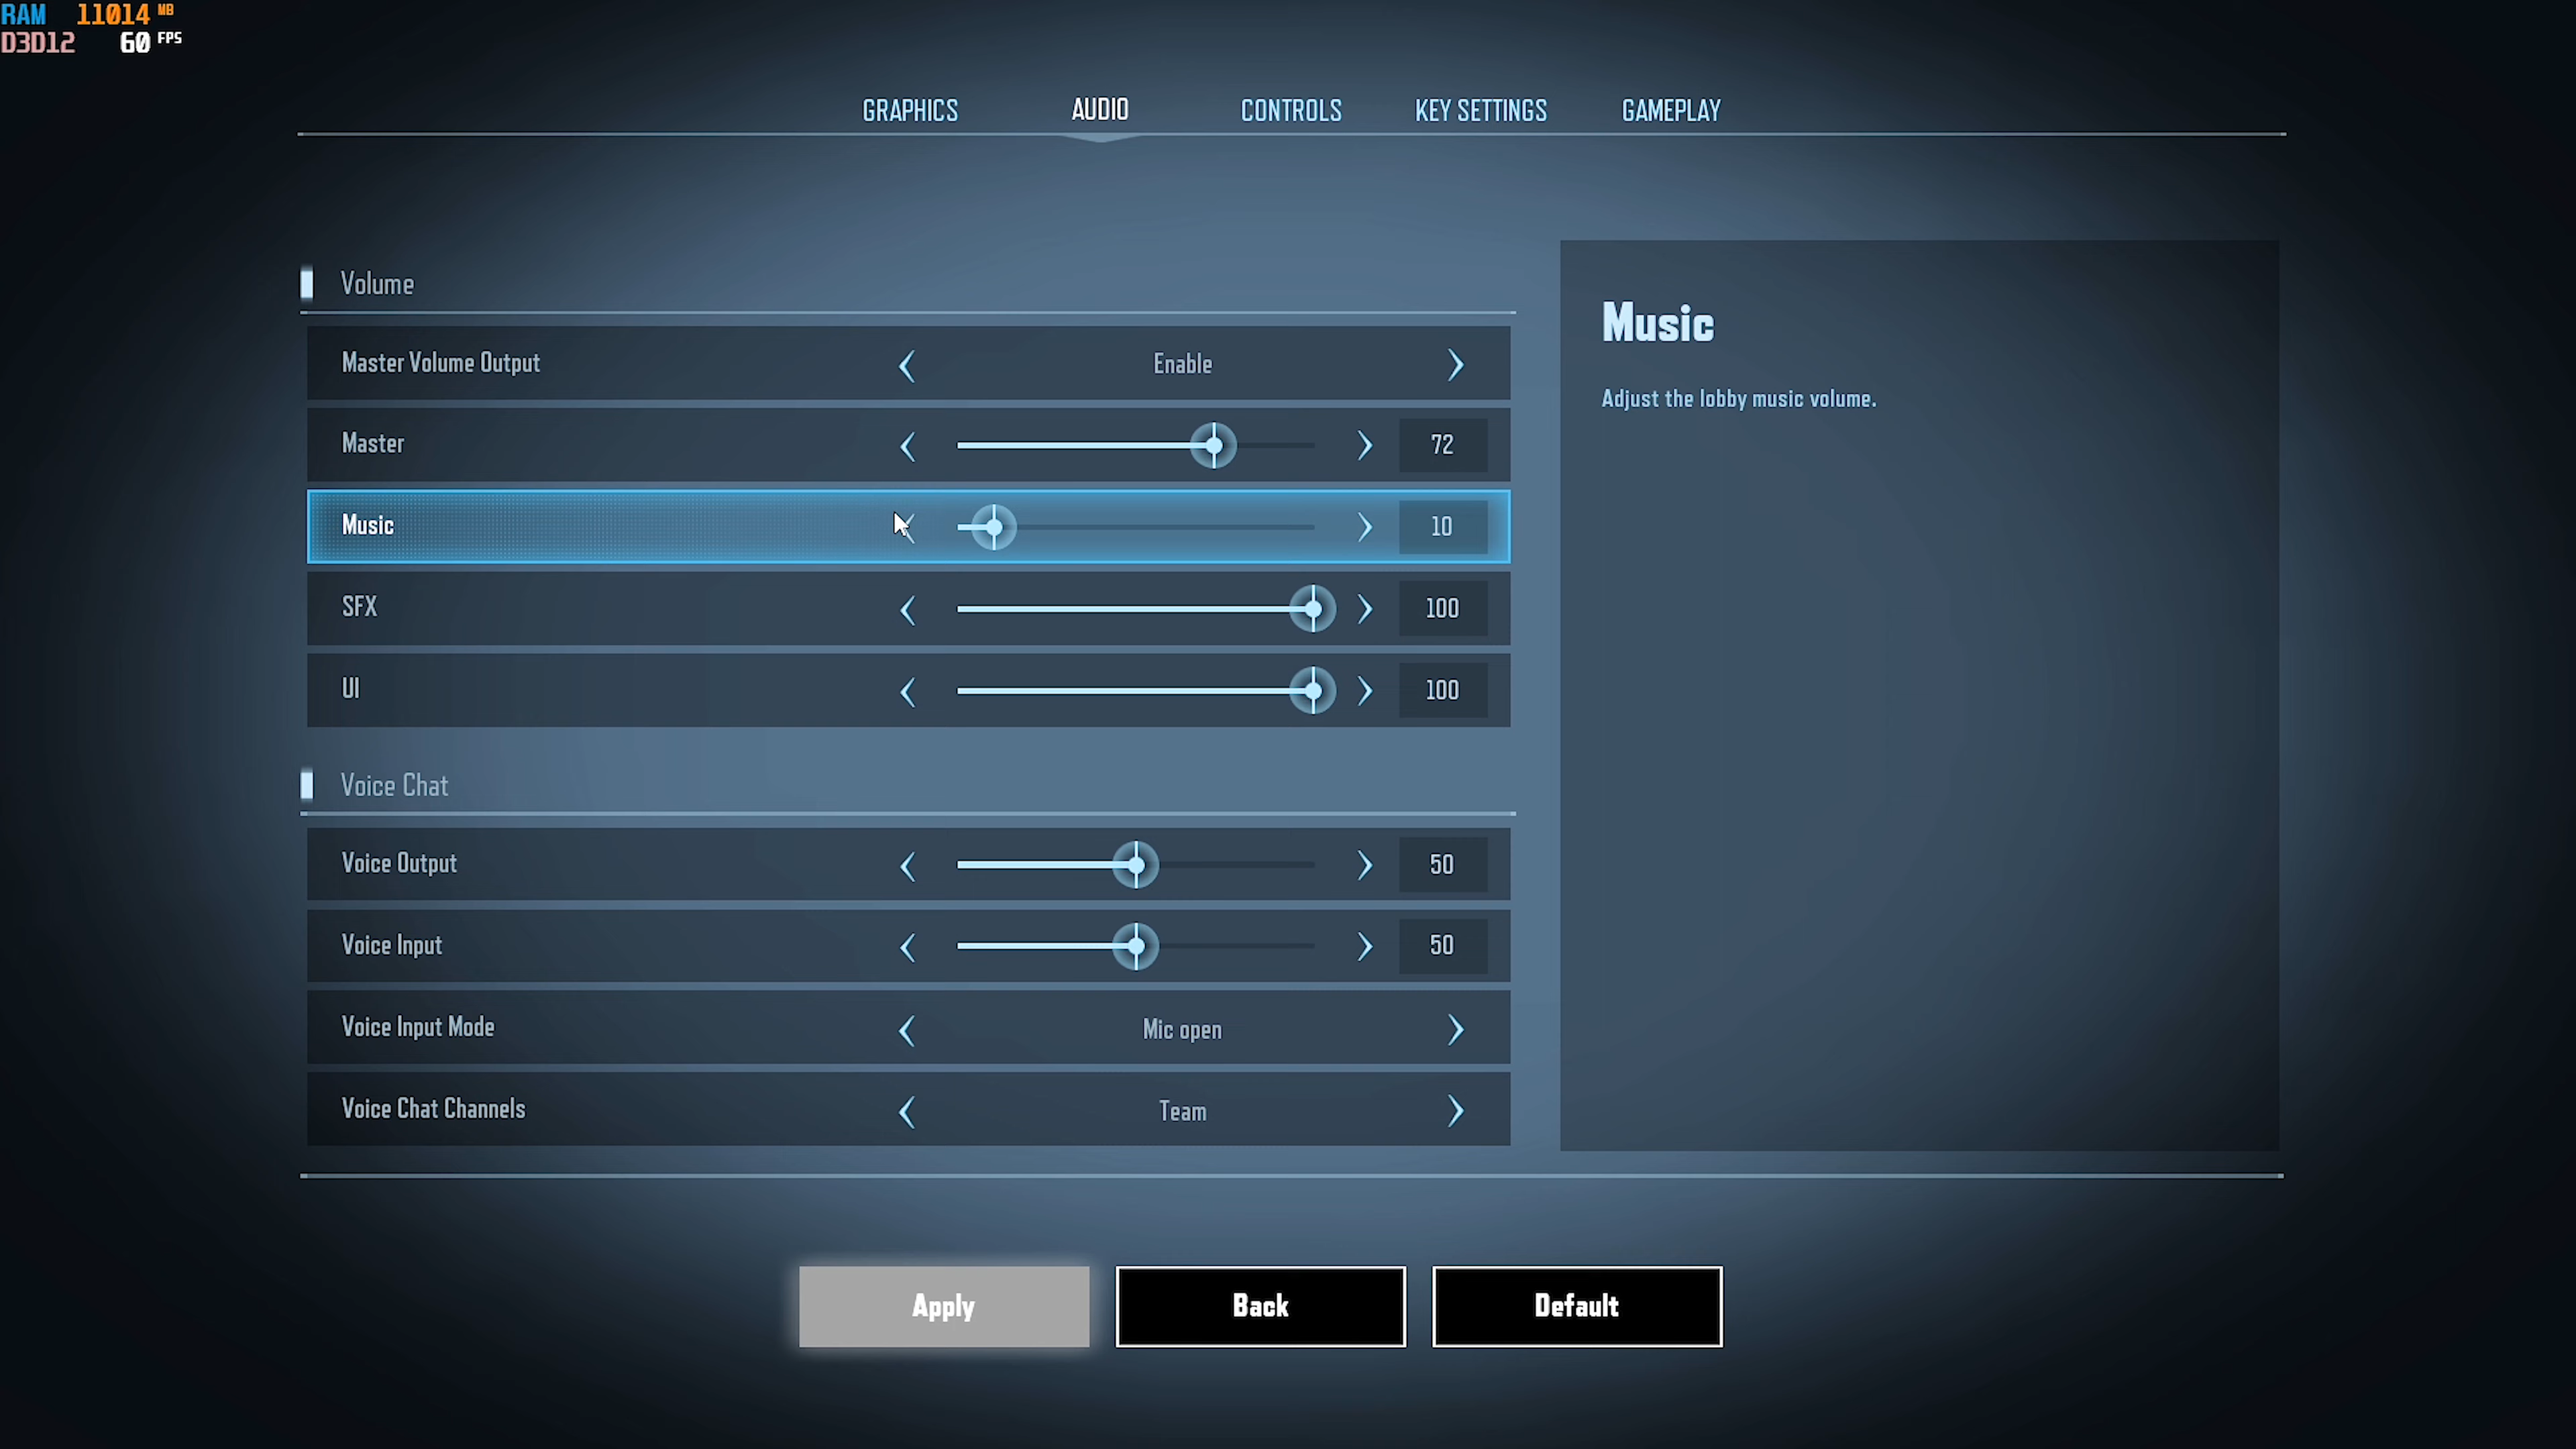 RAM 11014 MB
D3D12 60 FPS
GRAPHICS AUDIO CONTROLS KEY SETTINGS GAMEPLAY
Volume
Master Volume Output Enable
Master 72
Music 10
SFX 100
UI 100
Voice Chat
Voice Output 50
Voice Input 50
Voice Input Mode Mic open
Voice Chat Channels Team
Music
Adjust the lobby music volume.
Apply Back Default